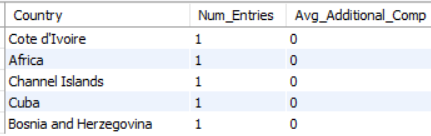 Country Num_Entries Avg_Additional_Comp
Cote d'Ivoire 1 0
Africa 1 0
Channel Islands 1 0
Cuba 1 0
Bosnia and Herzegovina 1 0